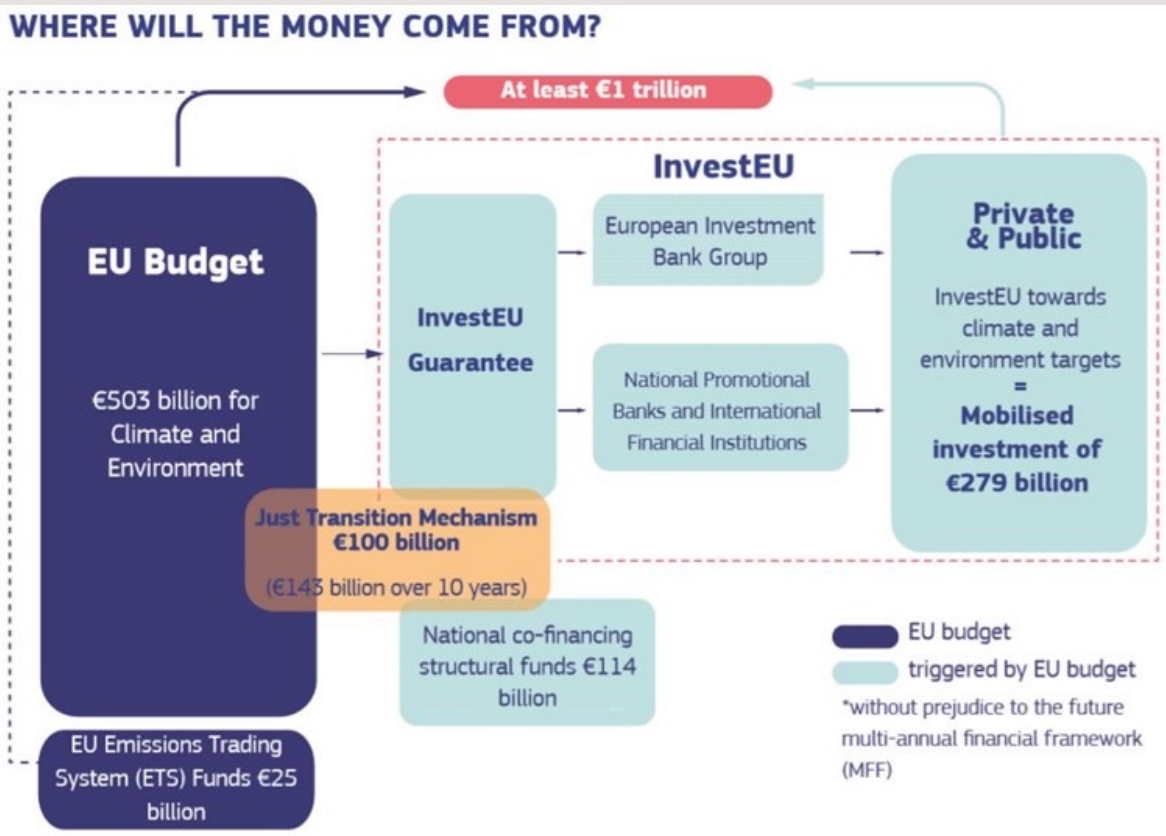 WHERE WILL THE MONEY COME FROM?
At least €1 trillion
EU Budget
€503 billion for
Climate and
Environment
InvestEU
InvestEU
Guarantee
European Investment
Bank Group
National Promotional
Banks and International
Financial Institutions
Private
& Public
InvestEU towards
climate and
environment targets
=
Mobilised
investment of
€279 billion
Just Transition Mechanism
€100 billion
(€143 billion over 10 years)
National co-financing
structural funds €114
billion
EU Emissions Trading
System (ETS) Funds €25
billion
EU budget
triggered by EU budget
*without prejudice to the future
multi-annual financial framework
(MFF)